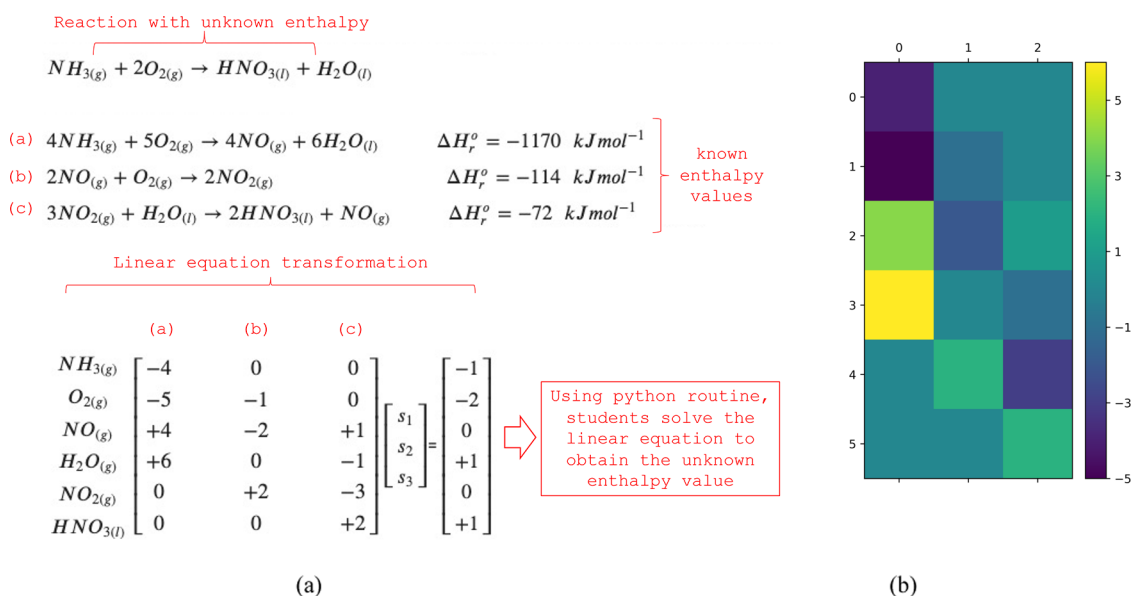 Reaction with unknown enthalpy
NH3(g) + 2O2(g) → HNO3(l) + H2O(l)
(a) 4NH3(g) + 5O2(g) → 4NO(g) + 6H2O(l) ΔH°r = −1170 kJmol−1
(b) 2NO(g) + O2(g) → 2NO2(g) ΔH°r = −114 kJmol−1
(c) 3NO2(g) + H2O(l) → 2HNO3(l) + NO(g) ΔH°r = −72 kJmol−1
known
enthalpy
values
Linear equation transformation
(a) (b) (c)
NH3(g) −4 0 0 −1
O2(g) −5 −1 0 −2
NO(g) +4 −2 +1 0
H2O(g) +6 0 −1 +1
NO2(g) 0 +2 −3 0
HNO3(l) 0 0 +2 +1
s1
s2
s3
=
Using python routine,
students solve the
linear equation to
obtain the unknown
enthalpy value
(a)
0 1 2
0
1
2
3
4
5
5
3
1
−1
−3
−5
(b)